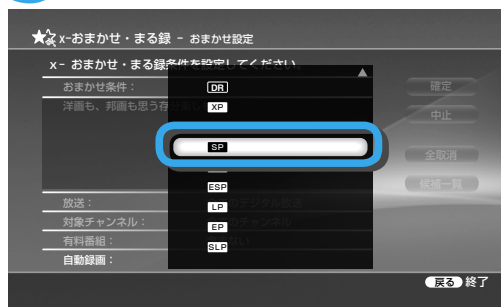 x-おまかせ・まる録 - おまかせ設定
x- おまかせ・まる録条件を設定してください。
おまかせ条件：
DR
確定
洋画も、邦画も思う存
XP
中止
SP
全取消
ESP
候補一覧
放送：
LP
のデジタル放送
対象チャンネル：
EP
のチャンネル
有料番組：
ない
SLP
自動録画：
戻る 終了